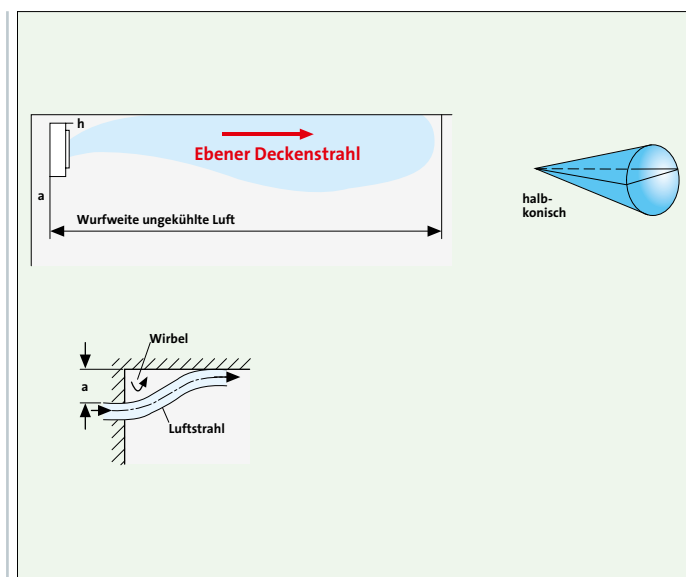 h
Ebener Deckenstrahl
a
Wurfweite ungekühlte Luft
halb-
konisch
Wirbel
a
Luftstrahl